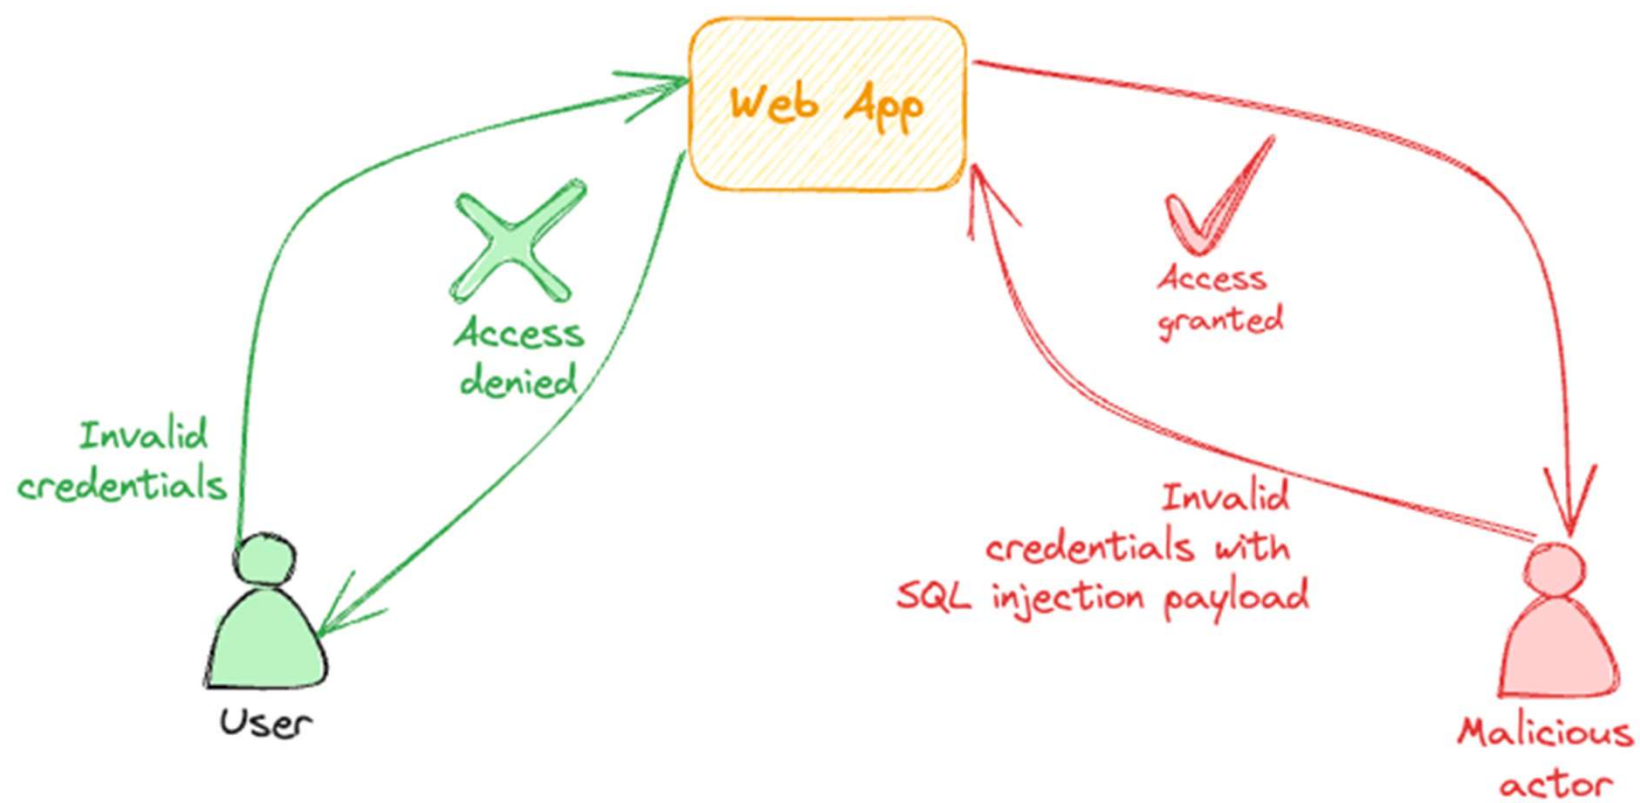 Web App
Access
denied
Invalid
credentials
User
Access
granted
Invalid
credentials with
SQL injection payload
Malicious
actor